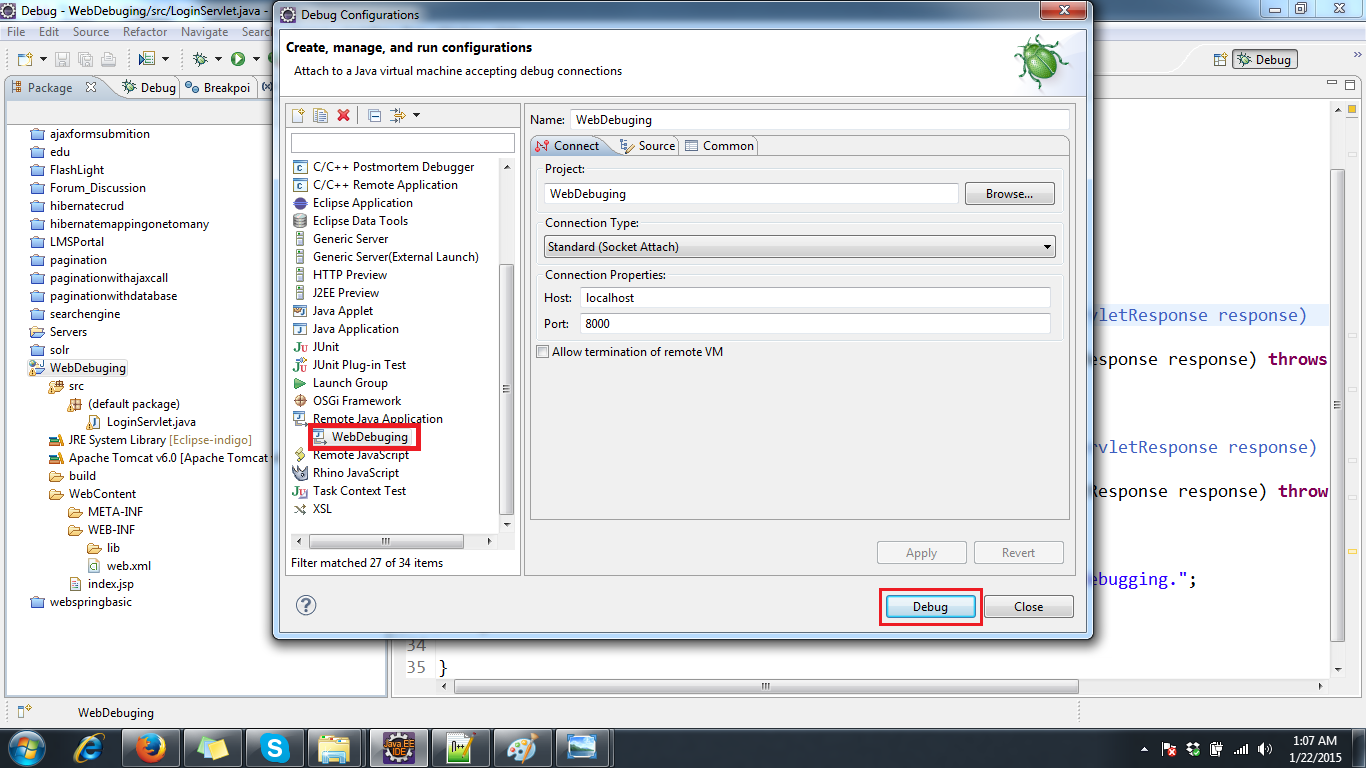 Debug - WebDebuging/src/LoginServlet.java -
File Edit Source Refactor Navigate Searc
Debug
Package
Debug
Breakpoi
ajaxformsubmition
edu
FlashLight
Forum_Discussion
hibernatecrud
hibernatemappingonetomany
LMSPortal
pagination
paginationwithajaxcall
paginationwithdatabase
searchengine
Servers
solr
WebDebuging
src
(default package)
LoginServlet.java
JRE System Library [Eclipse-indigo]
Apache Tomcat v6.0 [Apache Tomcat v
build
WebContent
META-INF
WEB-INF
lib
web.xml
index.jsp
webspringbasic
Debug Configurations
Create, manage, and run configurations
Attach to a Java virtual machine accepting debug connections
C/C++ Postmortem Debugger
C/C++ Remote Application
Eclipse Application
Eclipse Data Tools
Generic Server
Generic Server(External Launch)
HTTP Preview
J2EE Preview
Java Applet
Java Application
JUnit
JUnit Plug-in Test
Launch Group
OSGi Framework
Remote Java Application
WebDebuging
Remote JavaScript
Rhino JavaScript
Task Context Test
XSL
Filter matched 27 of 34 items
Name: WebDebuging
Connect Source Common
Project:
WebDebuging Browse...
Connection Type:
Standard (Socket Attach)
Connection Properties:
Host: localhost
Port: 8000
Allow termination of remote VM
Apply Revert
Debug Close
vletResponse response)
esponse response) throws
rvletResponse response)
Response response) throw
ebugging.";
34
35 }
WebDebuging
1:07 AM
1/22/2015